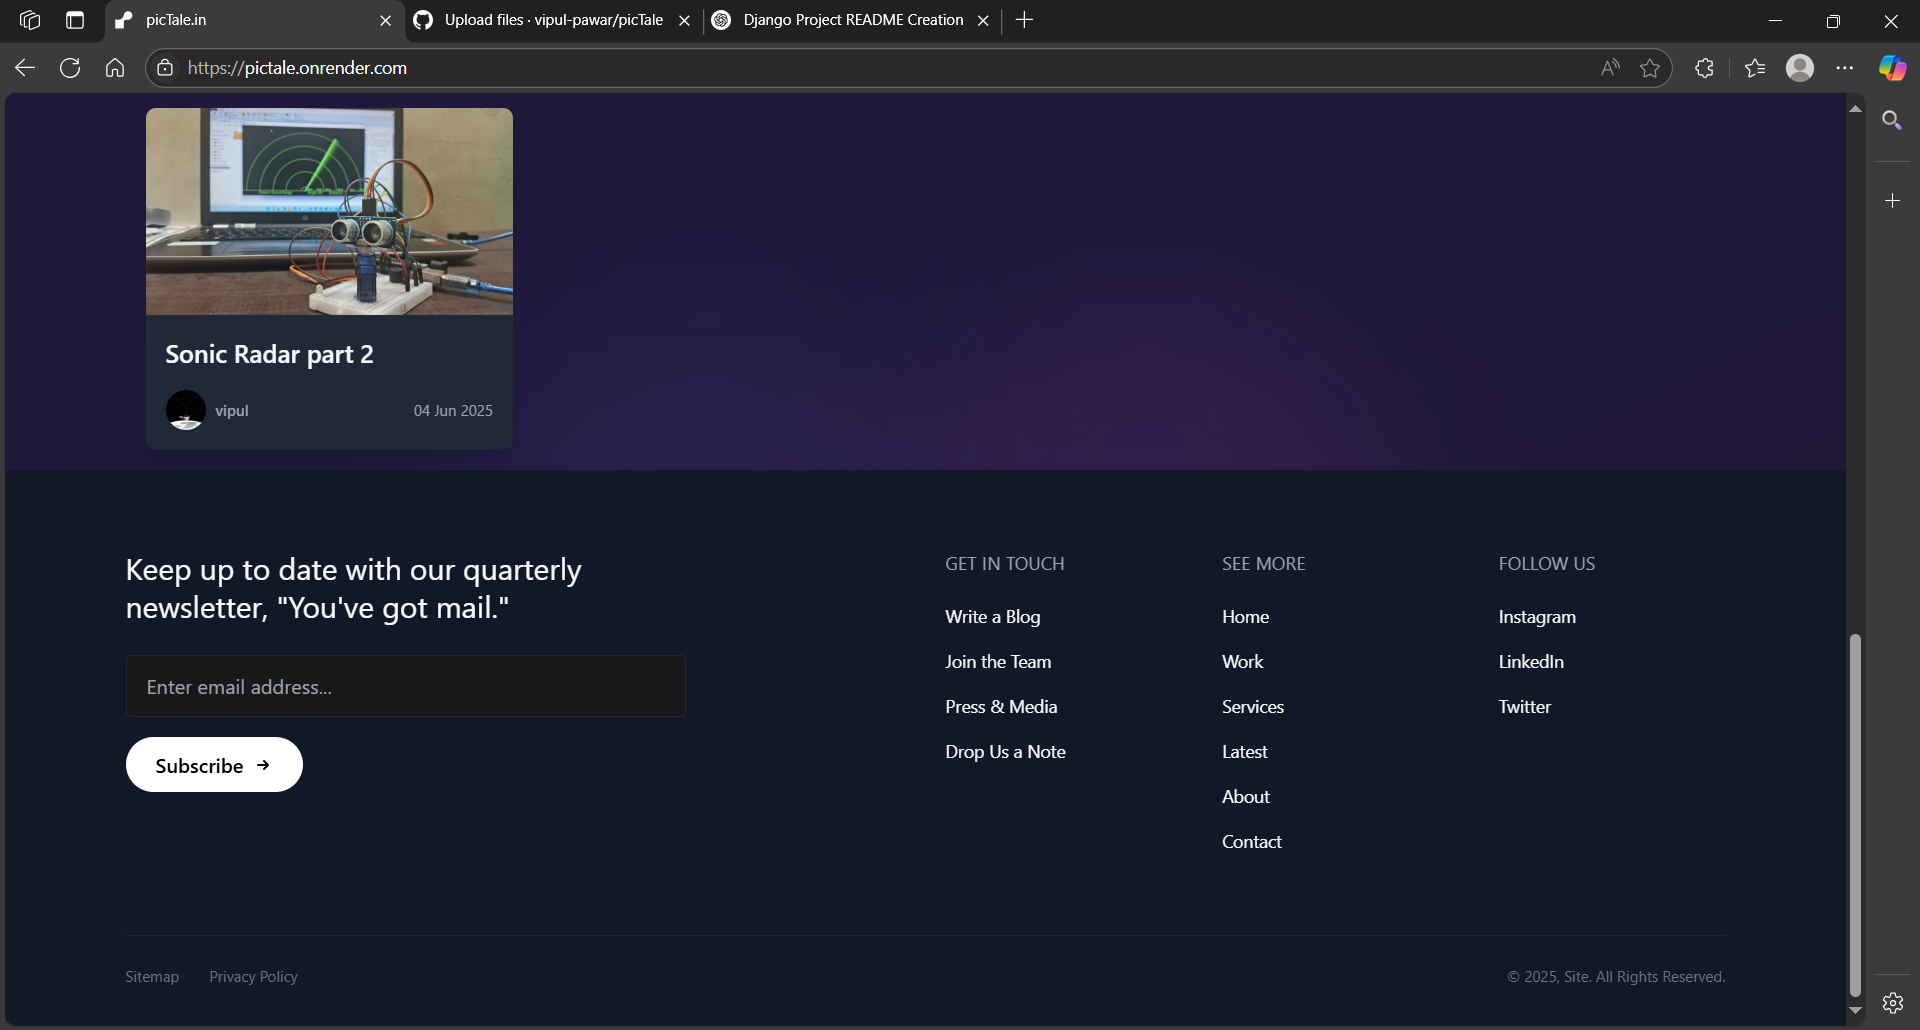 picTale.in
Upload files · vipul-pawar/picTale
Django Project README Creation
https://pictale.onrender.com
Sonic Radar part 2
vipul
04 Jun 2025
Keep up to date with our quarterly
newsletter, "You've got mail."
Enter email address...
Subscribe →
GET IN TOUCH
Write a Blog
Join the Team
Press & Media
Drop Us a Note
SEE MORE
Home
Work
Services
Latest
About
Contact
FOLLOW US
Instagram
LinkedIn
Twitter
Sitemap
Privacy Policy
© 2025, Site. All Rights Reserved.